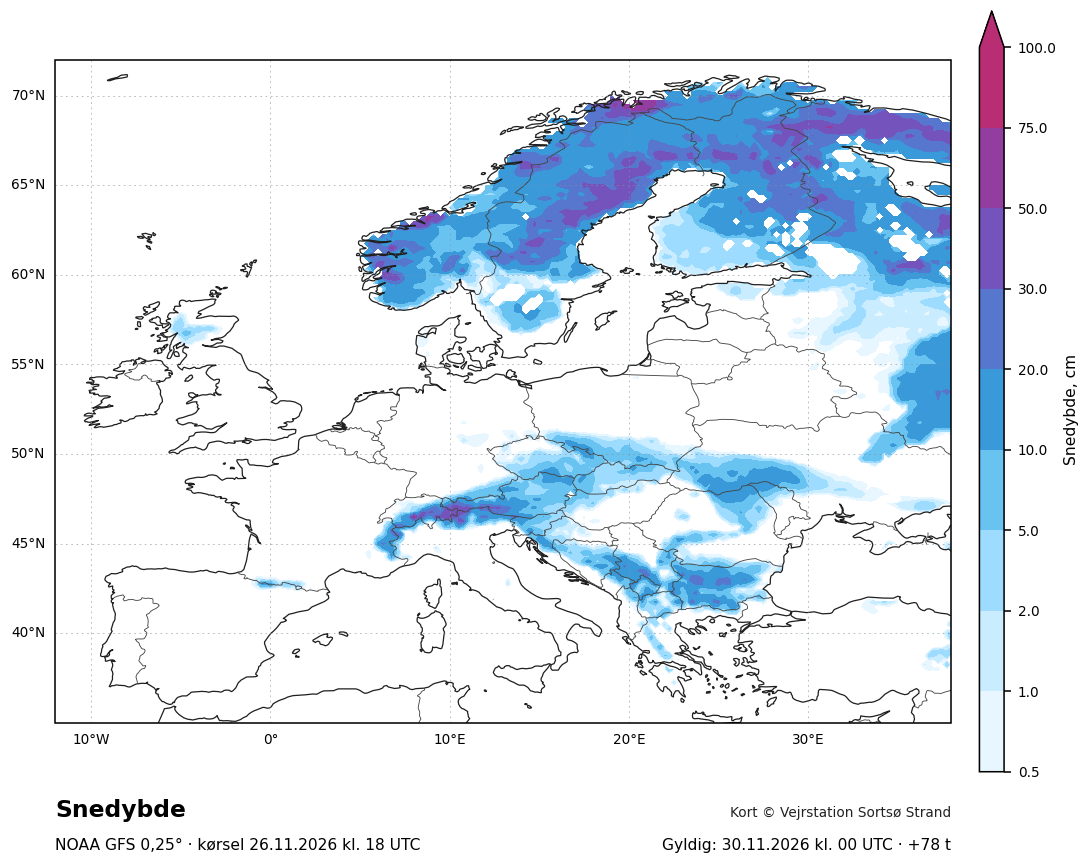 100.0
75.0
50.0
30.0
20.0
10.0
5.0
2.0
1.0
0.5
Snedybde, cm
70°N
65°N
60°N
55°N
50°N
45°N
40°N
10°W 0° 10°E 20°E 30°E
Snedybde
Kort © Vejrstation Sortsø Strand
NOAA GFS 0,25° · kørsel 26.11.2026 kl. 18 UTC
Gyldig: 30.11.2026 kl. 00 UTC · +78 t